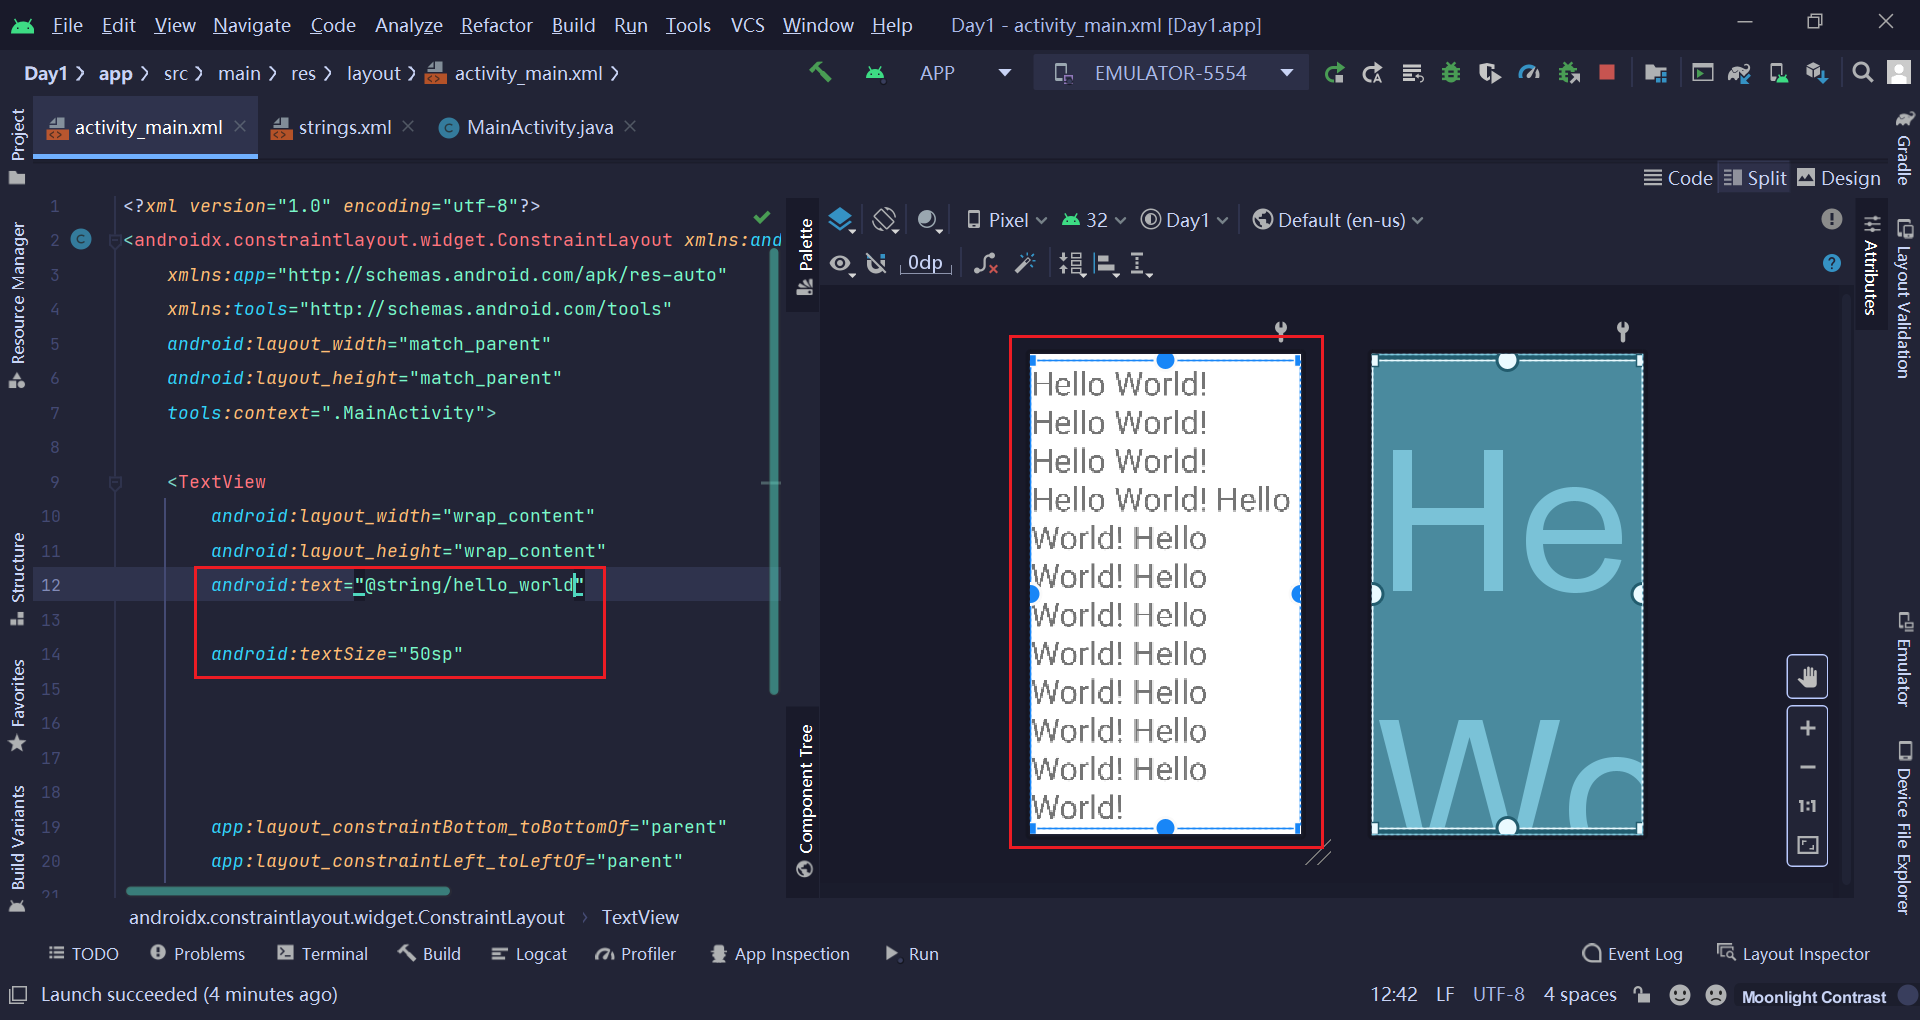 File Edit View Navigate Code Analyze Refactor Build Run Tools VCS Window Help Day1 - activity_main.xml [Day1.app]
Day1 app src main res layout activity_main.xml APP EMULATOR-5554
activity_main.xml strings.xml MainActivity.java
Code Split Design
Project
Resource Manager
Structure
Favorites
Build Variants
1 <?xml version="1.0" encoding="utf-8"?>
2 <androidx.constraintlayout.widget.ConstraintLayout xmlns:and
3 xmlns:app="http://schemas.android.com/apk/res-auto"
4 xmlns:tools="http://schemas.android.com/tools"
5 android:layout_width="match_parent"
6 android:layout_height="match_parent"
7 tools:context=".MainActivity">
8
9 <TextView
10 android:layout_width="wrap_content"
11 android:layout_height="wrap_content"
12 android:text="@string/hello_world"
13
14 android:textSize="50sp"
15
16
17
18
19 app:layout_constraintBottom_toBottomOf="parent"
20 app:layout_constraintLeft_toLeftOf="parent"
21
androidx.constraintlayout.widget.ConstraintLayout TextView
Palette
Component Tree
Pixel 32 Day1 Default (en-us)
0dp
Hello World!
Hello World!
Hello World!
Hello World! Hello
World! Hello
World! Hello
World! Hello
World! Hello
World! Hello
World! Hello
World! Hello
World!
He
Wo
1:1
Attributes
Gradle
Layout Validation
Emulator
Device File Explorer
TODO Problems Terminal Build Logcat Profiler App Inspection Run Event Log Layout Inspector
Launch succeeded (4 minutes ago) 12:42 LF UTF-8 4 spaces Moonlight Contrast